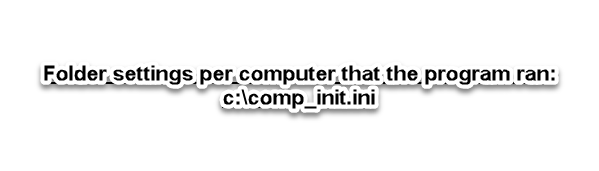 Folder settings per computer that the program ran:
c:\comp_init.ini